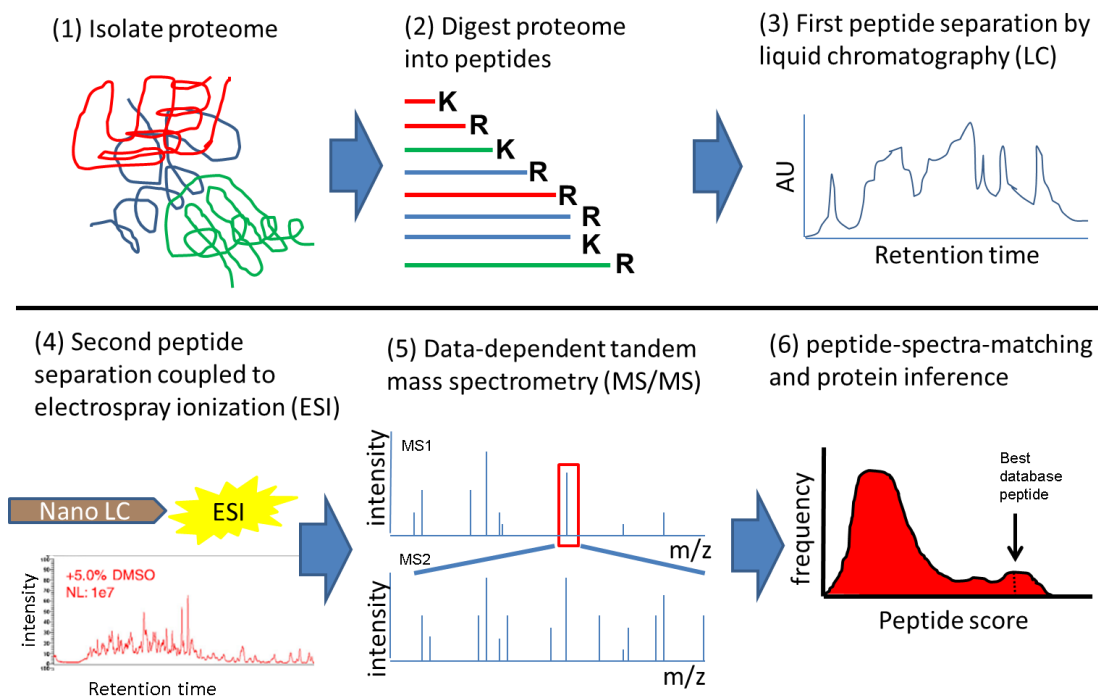 (1) Isolate proteome
(2) Digest proteome
into peptides
K
R
K
R
R
R
K
R
(3) First peptide separation by
liquid chromatography (LC)
AU
Retention time
(4) Second peptide
separation coupled to
electrospray ionization (ESI)
Nano LC
ESI
+5.0% DMSO
NL: 1e7
intensity
Retention time
(5) Data-dependent tandem
mass spectrometry (MS/MS)
MS1
intensity
m/z
MS2
intensity
m/z
(6) peptide-spectra-matching
and protein inference
Best
database
peptide
frequency
Peptide score